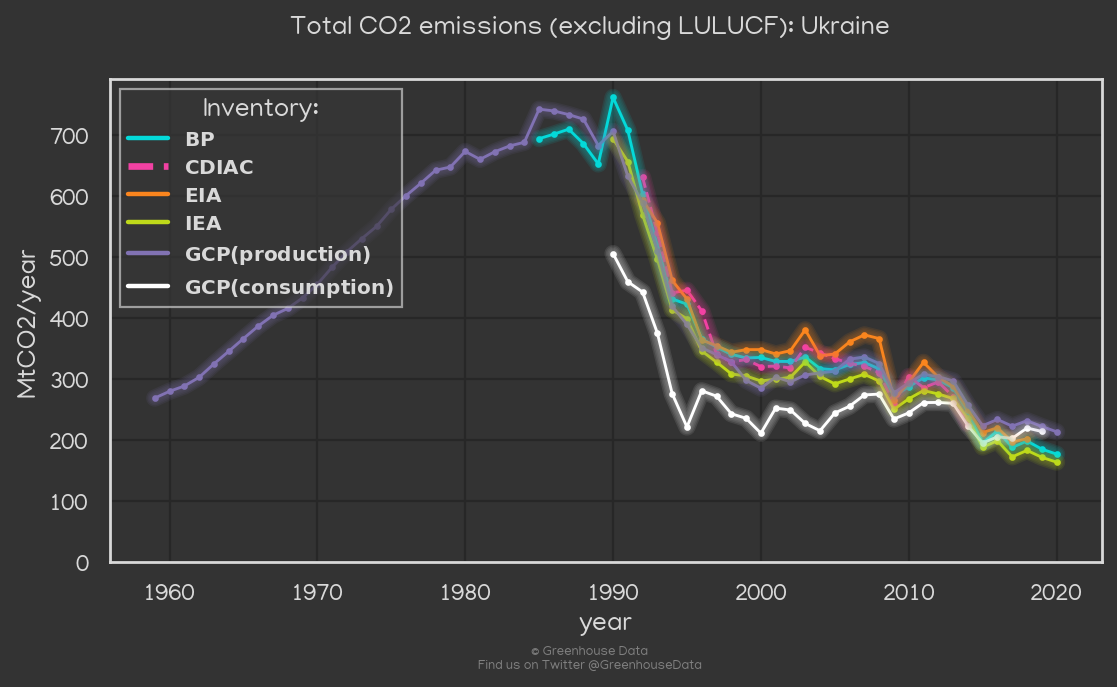 Total CO2 emissions (excluding LULUCF): Ukraine
Inventory:
BP
CDIAC
EIA
IEA
GCP(production)
GCP(consumption)
MtCO2/year
700
600
500
400
300
200
100
0
1960 1970 1980 1990 2000 2010 2020
year
© Greenhouse Data
Find us on Twitter @GreenhouseData